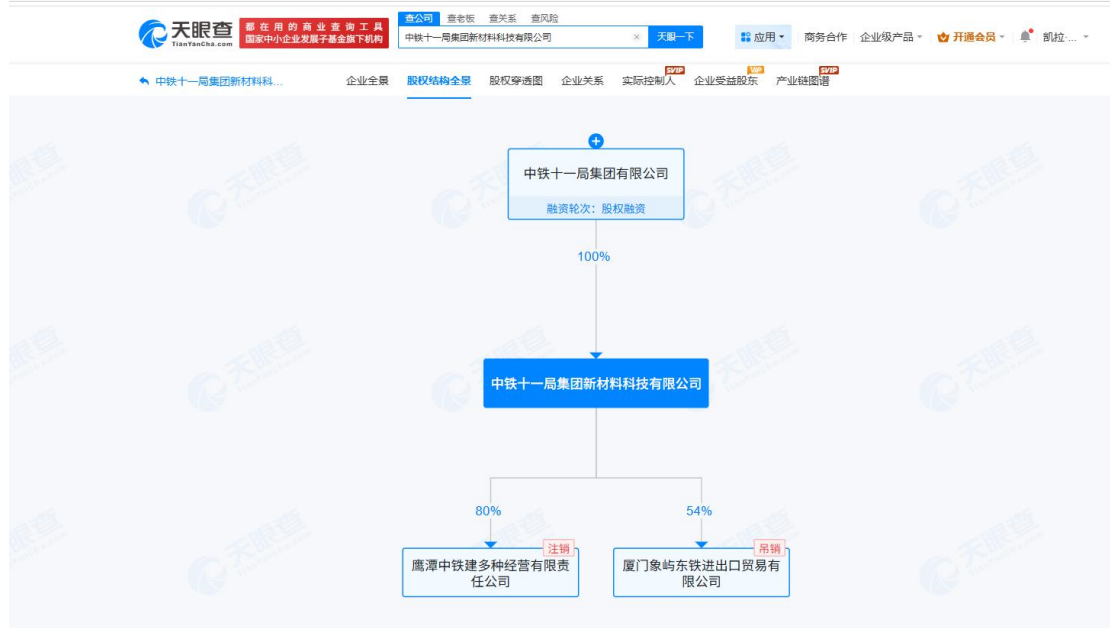 天眼查
TianYanCha.com
都在用的商业查询工具
国家中小企业发展子基金旗下机构
查公司 查老板 查关系 查风险
中铁十一局集团新材料科技有限公司 × 天眼一下
应用 商务合作 企业级产品 开通会员 凯拉·...
中铁十一局集团新材料科...
企业全景 股权结构全景 股权穿透图 企业关系 实际控制人 SVIP 企业受益股东 VIP 产业链图谱 SVIP
中铁十一局集团有限公司
融资轮次：股权融资
100%
中铁十一局集团新材料科技有限公司
80%
54%
注销
鹰潭中铁建多种经营有限责
任公司
吊销
厦门象屿东铁进出口贸易有
限公司
天眼查